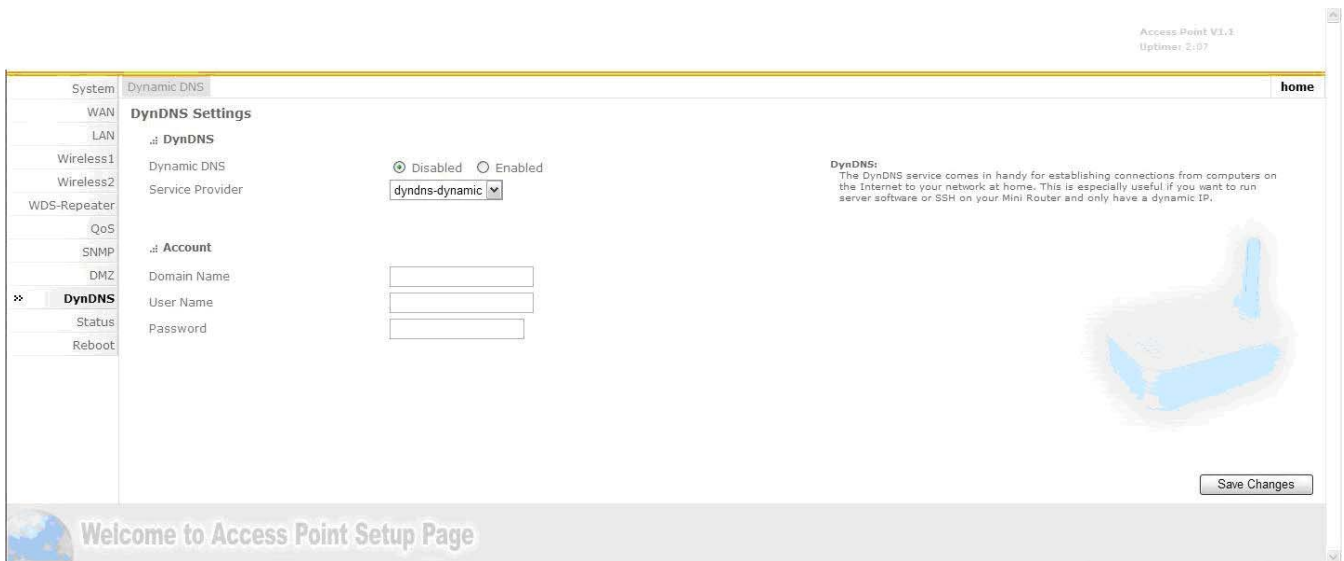 Access Point V1.1
Uptime: 2:07
System
WAN
LAN
Wireless1
Wireless2
WDS-Repeater
QoS
SNMP
DMZ
DynDNS
Status
Reboot
Dynamic DNS
home
DynDNS Settings
DynDNS
Dynamic DNS
Disabled Enabled
Service Provider
dyndns-dynamic
Account
Domain Name
User Name
Password
DynDNS:
The DynDNS service comes in handy for establishing connections from computers on
the Internet to your network at home. This is especially useful if you want to run
server software or SSH on your Mini Router and only have a dynamic IP.
Save Changes
Welcome to Access Point Setup Page